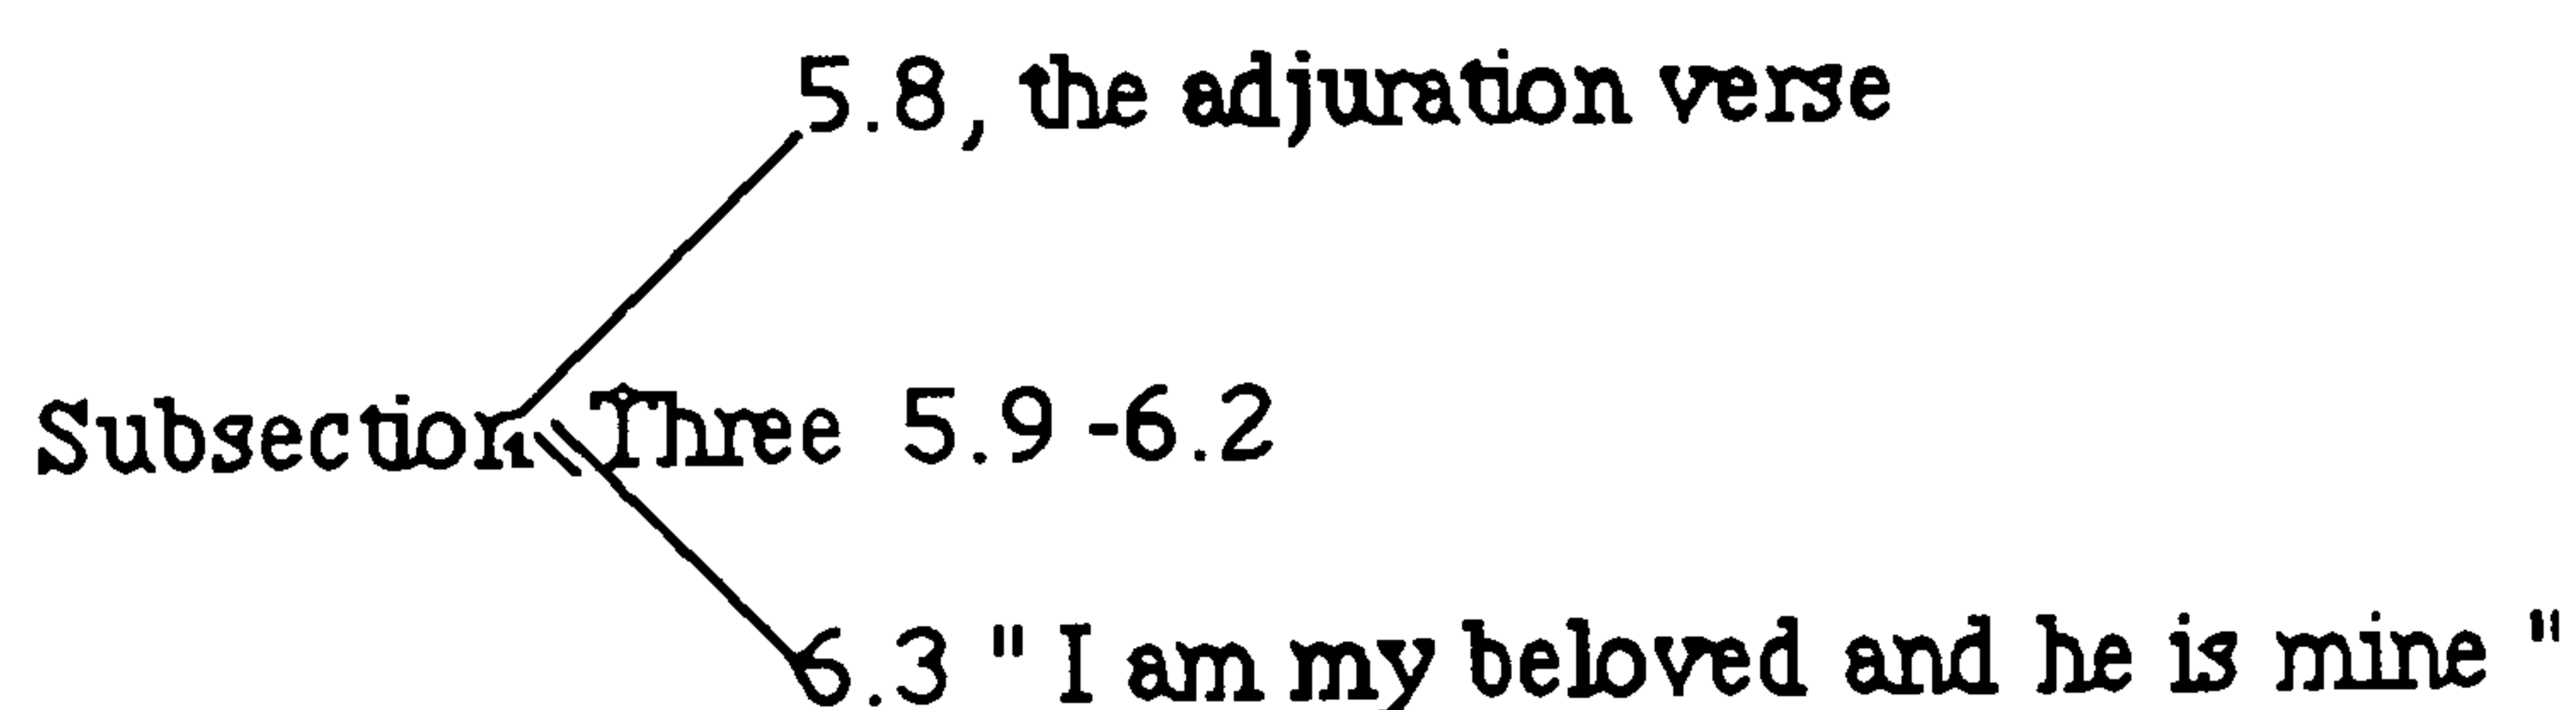 5.8, the adjuration verse
Subsection Three 5.9 -6.2
6.3 " I am my beloved and he is mine "